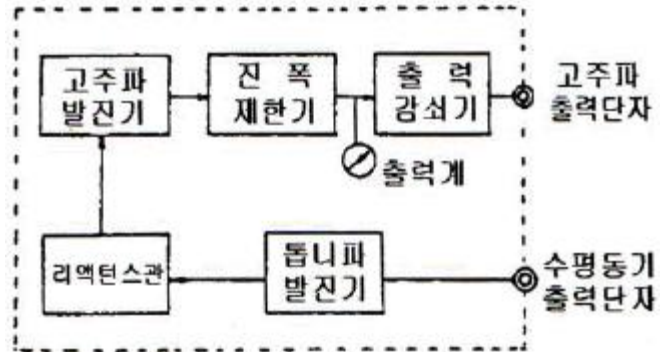 고주파
발진기
진 폭
제한기
출 력
감쇠기
고주파
출력단자
출력계
리액턴스관
톱니파
발진기
수평동기
출력단자